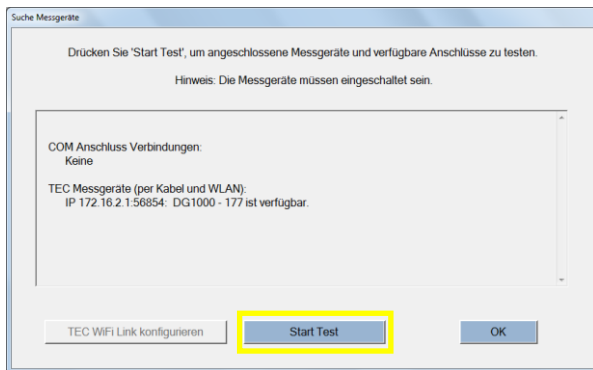 Suche Messgeräte
Drücken Sie 'Start Test', um angeschlossene Messgeräte und verfügbare Anschlüsse zu testen.
Hinweis: Die Messgeräte müssen eingeschaltet sein.
COM Anschluss Verbindungen:
Keine
TEC Messgeräte (per Kabel und WLAN):
IP 172.16.2.1:56854: DG1000 - 177 ist verfügbar.
TEC WiFi Link konfigurieren
Start Test
OK